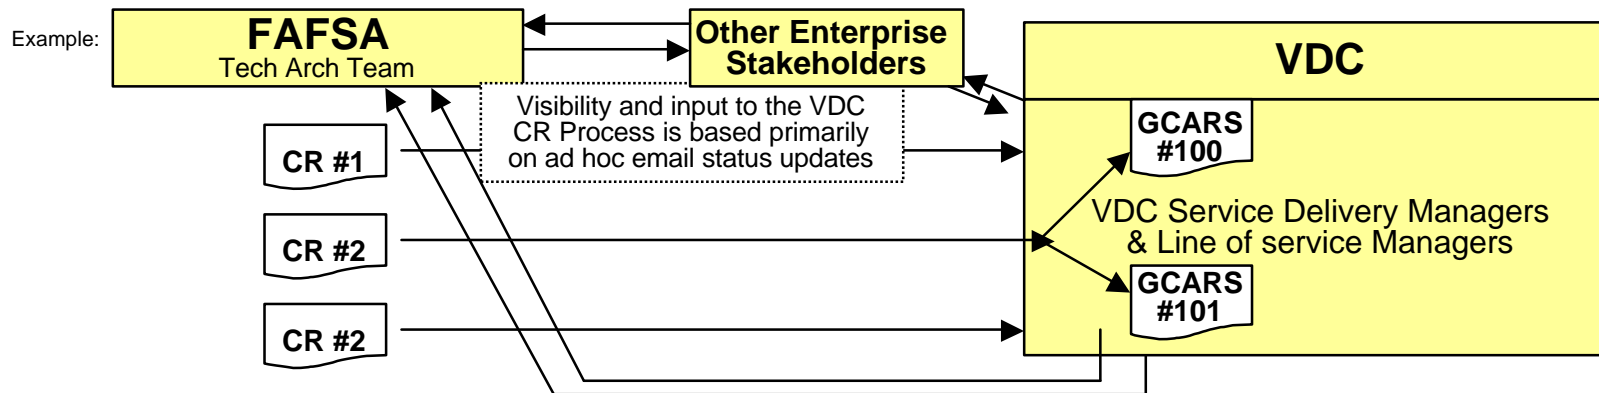 Example:
FAFSA
Tech Arch Team
Other Enterprise
Stakeholders
VDC
Visibility and input to the VDC
CR Process is based primarily
on ad hoc email status updates
CR #1
CR #2
CR #2
GCARS
#100
VDC Service Delivery Managers
& Line of service Managers
GCARS
#101